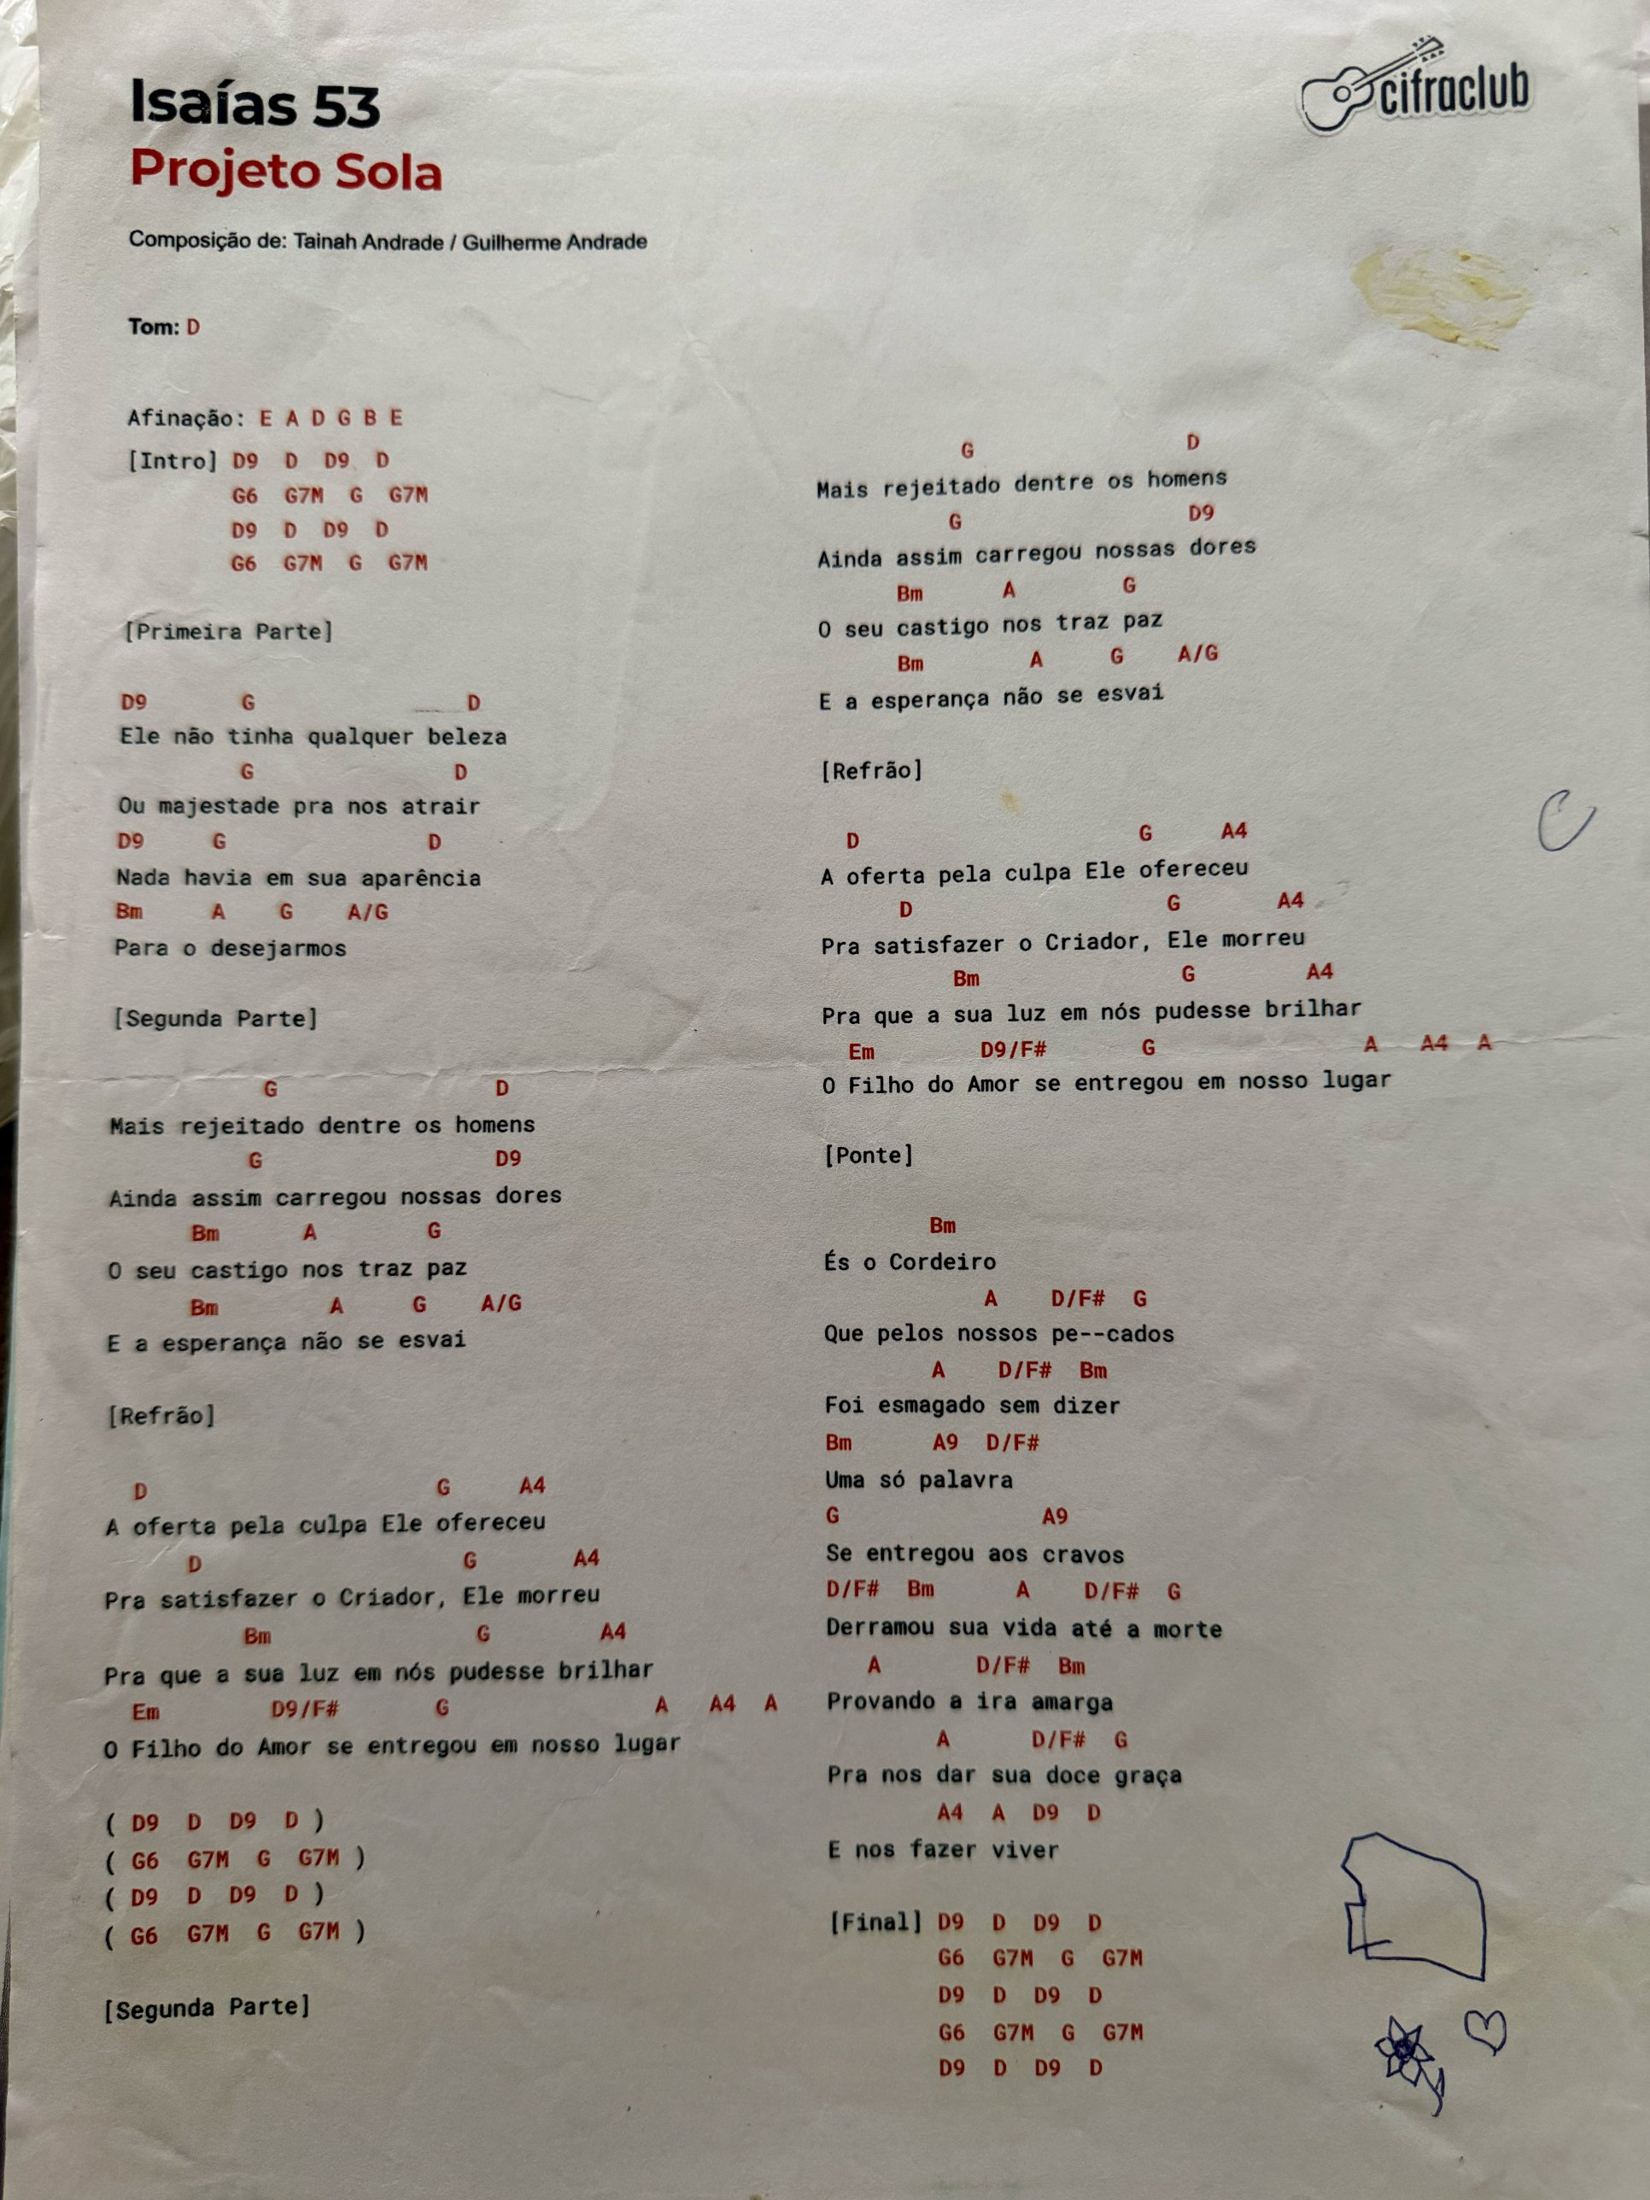 Isaías 53
cifraclub
Projeto Sola
Composição de: Tainah Andrade / Guilherme Andrade
Tom: D
Afinação: E A D G B E
[Intro] D9 D D9 D
G6 G7M G G7M
D9 D D9 D
G6 G7M G G7M
[Primeira Parte]
D9 G D
Ele não tinha qualquer beleza
G D
Ou majestade pra nos atrair
D9 G D
Nada havia em sua aparência
Bm A G A/G
Para o desejarmos
[Segunda Parte]
G D
Mais rejeitado dentre os homens
G D9
Ainda assim carregou nossas dores
Bm A G
O seu castigo nos traz paz
Bm A G A/G
E a esperança não se esvai
[Refrão]
D G A4
A oferta pela culpa Ele ofereceu
D G A4
Pra satisfazer o Criador, Ele morreu
Bm G A4
Pra que a sua luz em nós pudesse brilhar
Em D9/F# G A A4 A
O Filho do Amor se entregou em nosso lugar
( D9 D D9 D )
( G6 G7M G G7M )
( D9 D D9 D )
( G6 G7M G G7M )
[Segunda Parte]
G D
Mais rejeitado dentre os homens
G D9
Ainda assim carregou nossas dores
Bm A G
O seu castigo nos traz paz
Bm A G A/G
E a esperança não se esvai
[Refrão]
D G A4
A oferta pela culpa Ele ofereceu
D G A4
Pra satisfazer o Criador, Ele morreu
Bm G A4
Pra que a sua luz em nós pudesse brilhar
Em D9/F# G A A4 A
O Filho do Amor se entregou em nosso lugar
[Ponte]
Bm
És o Cordeiro
A D/F# G
Que pelos nossos pe--cados
A D/F# Bm
Foi esmagado sem dizer
Bm A9 D/F#
Uma só palavra
G A9
Se entregou aos cravos
D/F# Bm A D/F# G
Derramou sua vida até a morte
A D/F# Bm
Provando a ira amarga
A D/F# G
Pra nos dar sua doce graça
A4 A D9 D
E nos fazer viver
[Final] D9 D D9 D
G6 G7M G G7M
D9 D D9 D
G6 G7M G G7M
D9 D D9 D